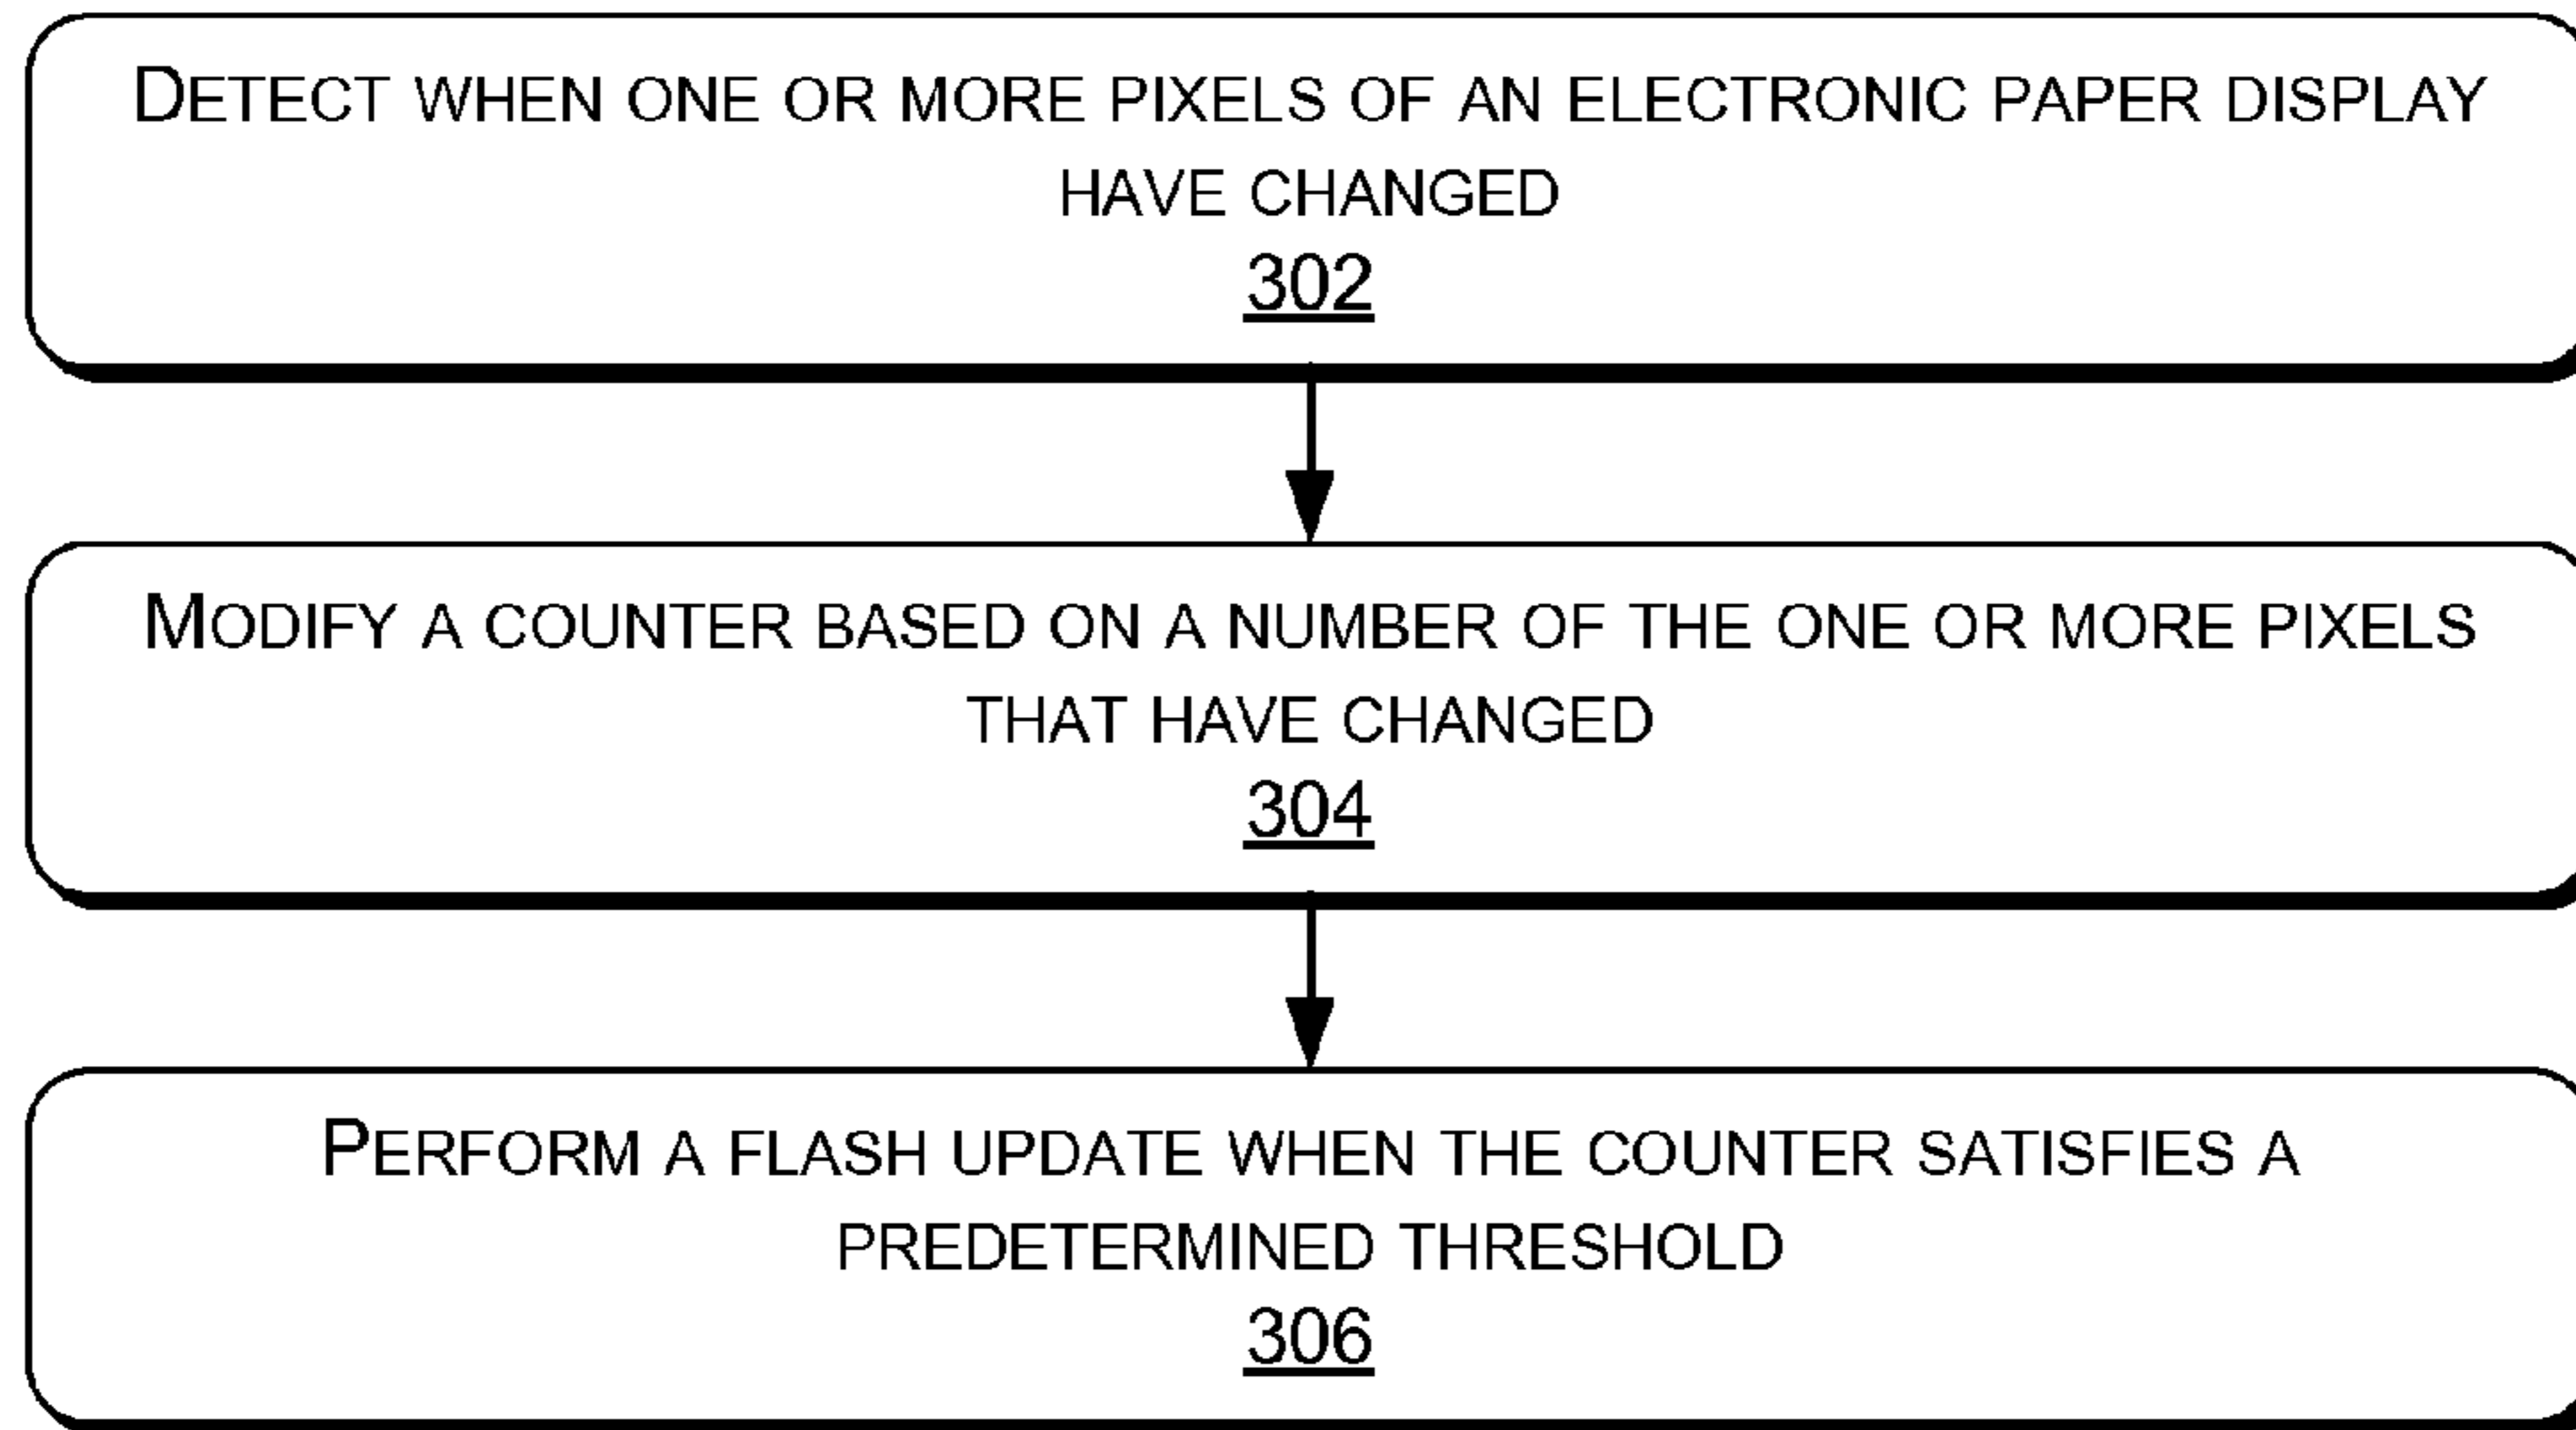 DETECT WHEN ONE OR MORE PIXELS OF AN ELECTRONIC PAPER DISPLAY
HAVE CHANGED
302
MODIFY A COUNTER BASED ON A NUMBER OF THE ONE OR MORE PIXELS
THAT HAVE CHANGED
304
PERFORM A FLASH UPDATE WHEN THE COUNTER SATISFIES A
PREDETERMINED THRESHOLD
306